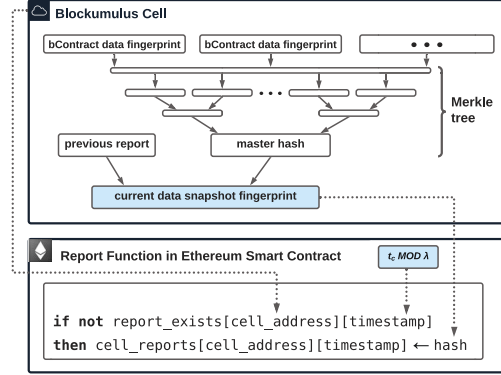 Blockumulus Cell
bContract data fingerprint
bContract data fingerprint
• • •
• • •
Merkle
tree
previous report
master hash
current data snapshot fingerprint
Report Function in Ethereum Smart Contract
t_c MOD λ
if not report_exists[cell_address][timestamp]
then cell_reports[cell_address][timestamp] ← hash